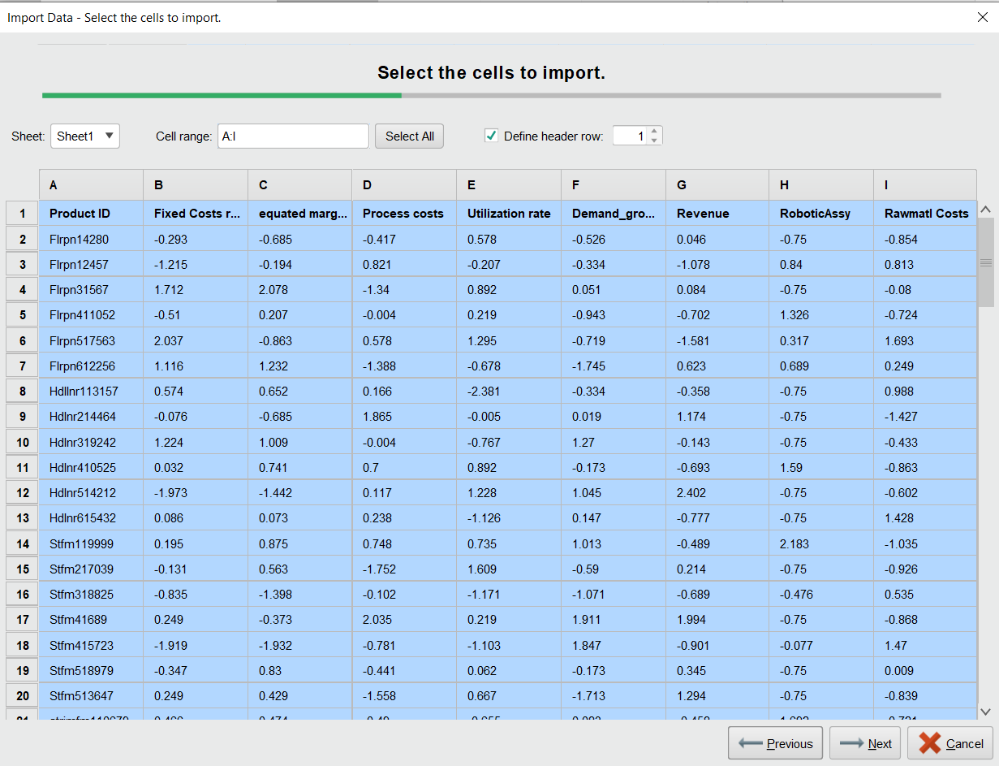 Import Data - Select the cells to import.
Select the cells to import.
Sheet: Sheet1 Cell range: A:I Select All Define header row: 1
A B C D E F G H I
1 Product ID Fixed Costs r... equated marg... Process costs Utilization rate Demand_gro... Revenue RoboticAssy Rawmatl Costs
2 Flrpn14280 -0.293 -0.685 -0.417 0.578 -0.526 0.046 -0.75 -0.854
3 Flrpn12457 -1.215 -0.194 0.821 -0.207 -0.334 -1.078 0.84 0.813
4 Flrpn31567 1.712 2.078 -1.34 0.892 0.051 0.084 -0.75 -0.08
5 Flrpn411052 -0.51 0.207 -0.004 0.219 -0.943 -0.702 1.326 -0.724
6 Flrpn517563 2.037 -0.863 0.578 1.295 -0.719 -1.581 0.317 1.693
7 Flrpn612256 1.116 1.232 -1.388 -0.678 -1.745 0.623 0.689 0.249
8 Hdllnr113157 0.574 0.652 0.166 -2.381 -0.334 -0.358 -0.75 0.988
9 Hdlnr214464 -0.076 -0.685 1.865 -0.005 0.019 1.174 -0.75 -1.427
10 Hdlnr319242 1.224 1.009 -0.004 -0.767 1.27 -0.143 -0.75 -0.433
11 Hdlnr410525 0.032 0.741 0.7 0.892 -0.173 -0.693 1.59 -0.863
12 Hdlnr514212 -1.973 -1.442 0.117 1.228 1.045 2.402 -0.75 -0.602
13 Hdlnr615432 0.086 0.073 0.238 -1.126 0.147 -0.777 -0.75 1.428
14 Stfm119999 0.195 0.875 0.748 0.735 1.013 -0.489 2.183 -1.035
15 Stfm217039 -0.131 0.563 -1.752 1.609 -0.59 0.214 -0.75 -0.926
16 Stfm318825 -0.835 -1.398 -0.102 -1.171 -1.071 -0.689 -0.476 0.535
17 Stfm41689 0.249 -0.373 2.035 0.219 1.911 1.994 -0.75 -0.868
18 Stfm415723 -1.919 -1.932 -0.781 -1.103 1.847 -0.901 -0.077 1.47
19 Stfm518979 -0.347 0.83 -0.441 0.062 -0.173 0.345 -0.75 0.009
20 Stfm513647 0.249 0.429 -1.558 0.667 -1.713 1.294 -0.75 -0.839
Previous Next Cancel